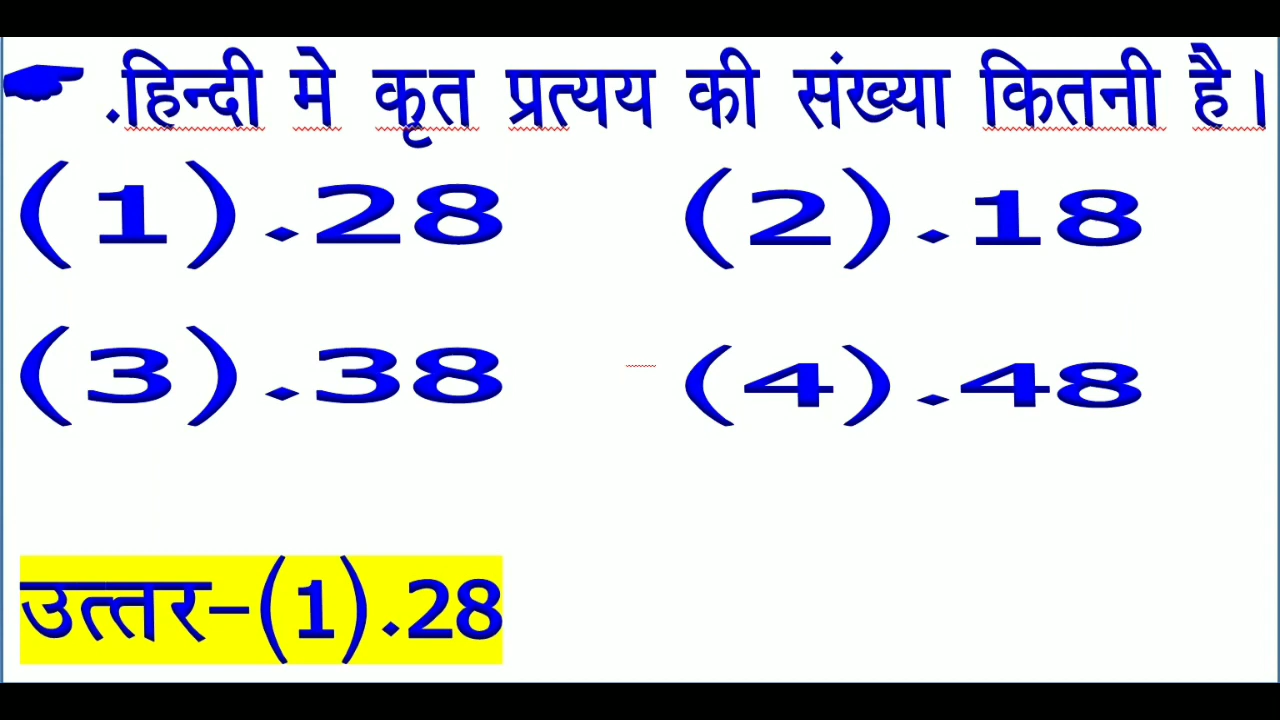 .हिन्दी मे कृत प्रत्यय की संख्या कितनी है।
(1).28 (2).18
(3).38 (4).48
उत्तर-(1).28